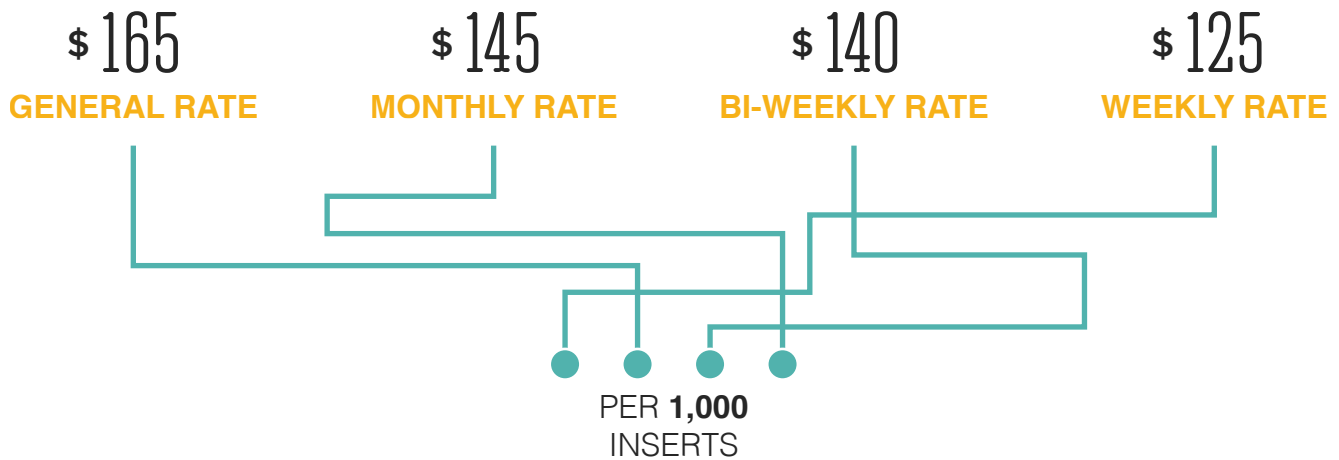 $ 165
GENERAL RATE
$ 145
MONTHLY RATE
$ 140
BI-WEEKLY RATE
$ 125
WEEKLY RATE
PER 1,000
INSERTS